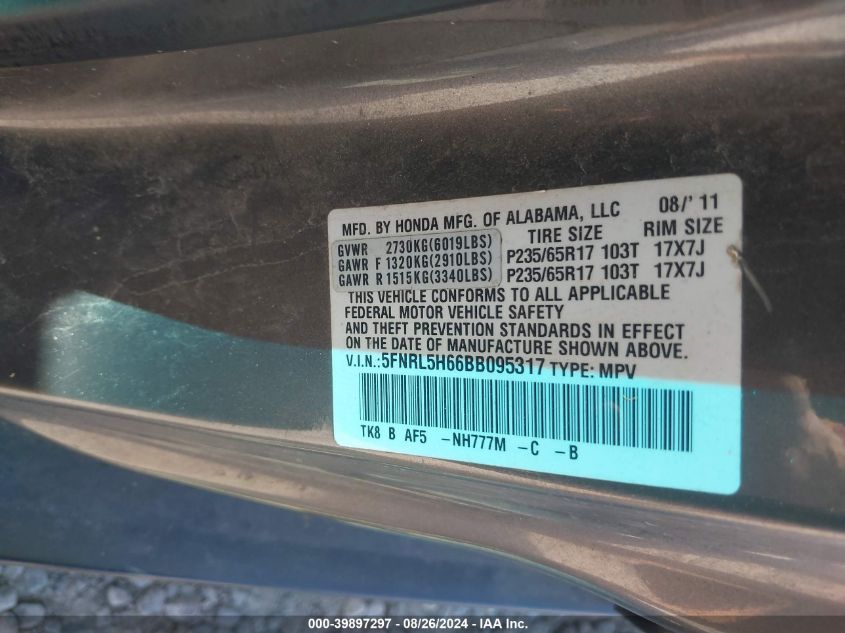 MFD. BY HONDA MFG. OF ALABAMA, LLC 08/' 11
TIRE SIZE RIM SIZE
GVWR 2730KG(6019LBS)
GAWR F 1320KG(2910LBS) P235/65R17 103T 17X7J
GAWR R 1515KG(3340LBS) P235/65R17 103T 17X7J
THIS VEHICLE CONFORMS TO ALL APPLICABLE
FEDERAL MOTOR VEHICLE SAFETY
AND THEFT PREVENTION STANDARDS IN EFFECT
ON THE DATE OF MANUFACTURE SHOWN ABOVE.
V.I.N.:5FNRL5H66BB095317 TYPE: MPV
TK8 B AF5 -NH777M -C -B
000-39897297 - 08/26/2024 - IAAI.com